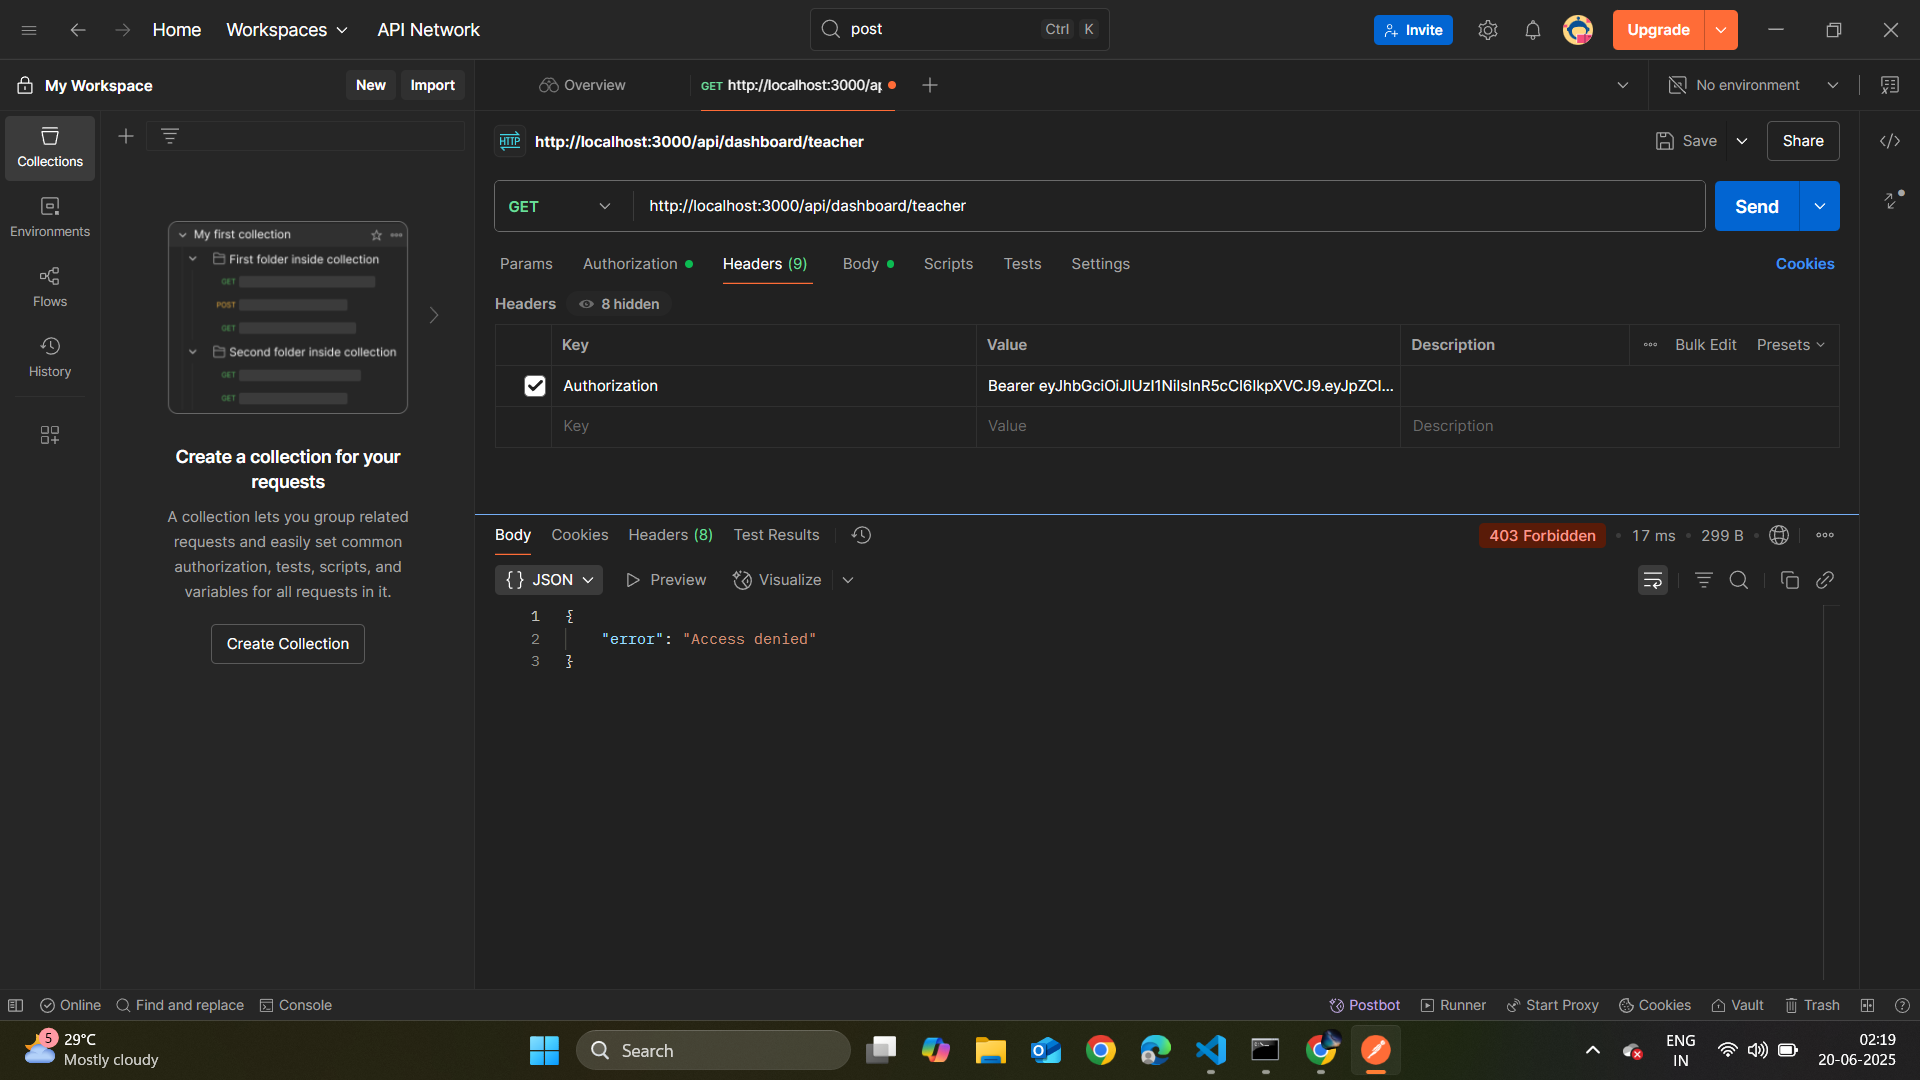 Home
Workspaces
API Network
post
Ctrl K
Invite
Upgrade
My Workspace
New
Import
Overview
GET http://localhost:3000/ap
No environment
Collections
Environments
Flows
History
My first collection
First folder inside collection
GET
POST
GET
Second folder inside collection
GET
GET
Create a collection for your
requests
A collection lets you group related
requests and easily set common
authorization, tests, scripts, and
variables for all requests in it.
Create Collection
HTTP http://localhost:3000/api/dashboard/teacher
Save
Share
GET
http://localhost:3000/api/dashboard/teacher
Send
Params
Authorization
Headers (9)
Body
Scripts
Tests
Settings
Cookies
Headers
8 hidden
Key
Value
Description
Bulk Edit
Presets
Authorization
Bearer eyJhbGciOiJIUzI1NiIsInR5cCI6IkpXVCJ9.eyJpZCI...
Key
Value
Description
Body
Cookies
Headers (8)
Test Results
403 Forbidden
17 ms
299 B
{} JSON
Preview
Visualize
1 {
2 "error": "Access denied"
3 }
Online
Find and replace
Console
Postbot
Runner
Start Proxy
Cookies
Vault
Trash
5
29°C
Mostly cloudy
Search
ENG
IN
02:19
20-06-2025